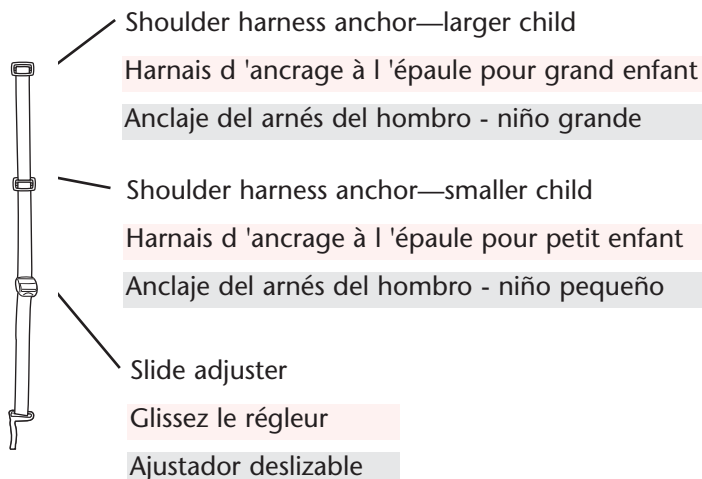 Shoulder harness anchor—larger child
Harnais d 'ancrage à l 'épaule pour grand enfant
Anclaje del arnés del hombro - niño grande
Shoulder harness anchor—smaller child
Harnais d 'ancrage à l 'épaule pour petit enfant
Anclaje del arnés del hombro - niño pequeño
Slide adjuster
Glissez le régleur
Ajustador deslizable